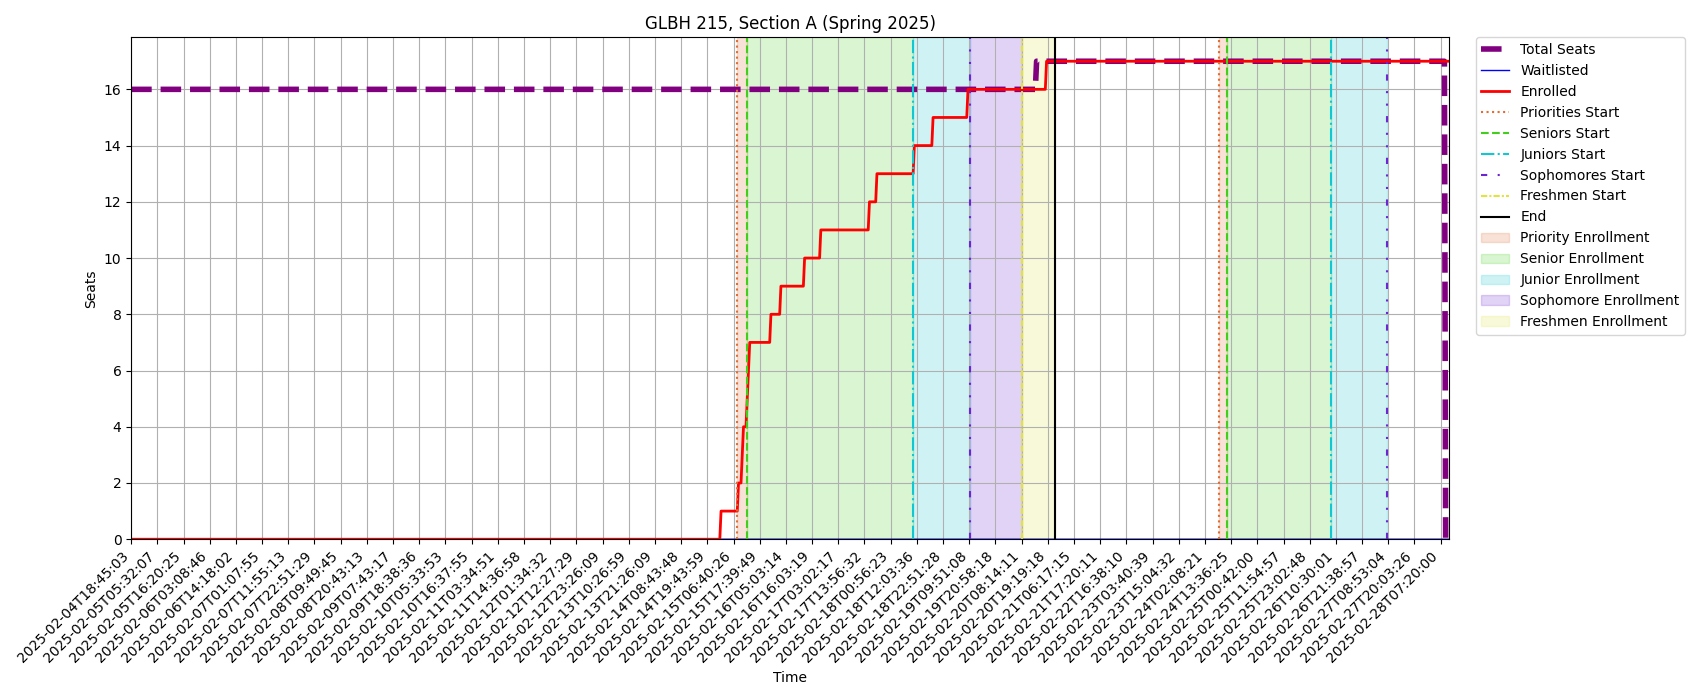 GLBH 215, Section A (Spring 2025)
Total Seats
Waitlisted
Enrolled
Priorities Start
Seniors Start
Juniors Start
Sophomores Start
Freshmen Start
End
Priority Enrollment
Senior Enrollment
Junior Enrollment
Sophomore Enrollment
Freshmen Enrollment
Seats
16
14
12
10
8
6
4
2
0
2025-02-04T18:45:03
2025-02-05T05:32:07
2025-02-05T16:20:25
2025-02-06T03:08:46
2025-02-06T14:18:02
2025-02-07T01:07:55
2025-02-07T11:55:13
2025-02-07T22:51:29
2025-02-08T09:49:45
2025-02-08T20:43:13
2025-02-09T07:43:17
2025-02-09T18:38:36
2025-02-10T05:33:53
2025-02-10T16:37:55
2025-02-11T03:34:51
2025-02-11T14:36:58
2025-02-12T01:34:32
2025-02-12T12:27:29
2025-02-12T23:26:09
2025-02-13T10:26:59
2025-02-13T21:26:09
2025-02-14T08:43:48
2025-02-14T19:43:59
2025-02-15T06:40:26
2025-02-15T17:39:49
2025-02-16T05:03:14
2025-02-16T16:03:19
2025-02-17T03:02:17
2025-02-17T13:56:32
2025-02-18T00:56:23
2025-02-18T12:03:36
2025-02-18T22:51:28
2025-02-19T09:51:08
2025-02-19T20:58:18
2025-02-20T08:14:11
2025-02-20T19:19:18
2025-02-21T06:17:15
2025-02-21T17:20:11
2025-02-22T16:38:10
2025-02-23T03:40:39
2025-02-23T15:04:32
2025-02-24T02:08:21
2025-02-24T13:36:25
2025-02-25T00:42:00
2025-02-25T11:54:57
2025-02-25T23:02:48
2025-02-26T10:30:01
2025-02-26T21:38:57
2025-02-27T08:53:04
2025-02-27T20:03:26
2025-02-28T07:20:00
Time